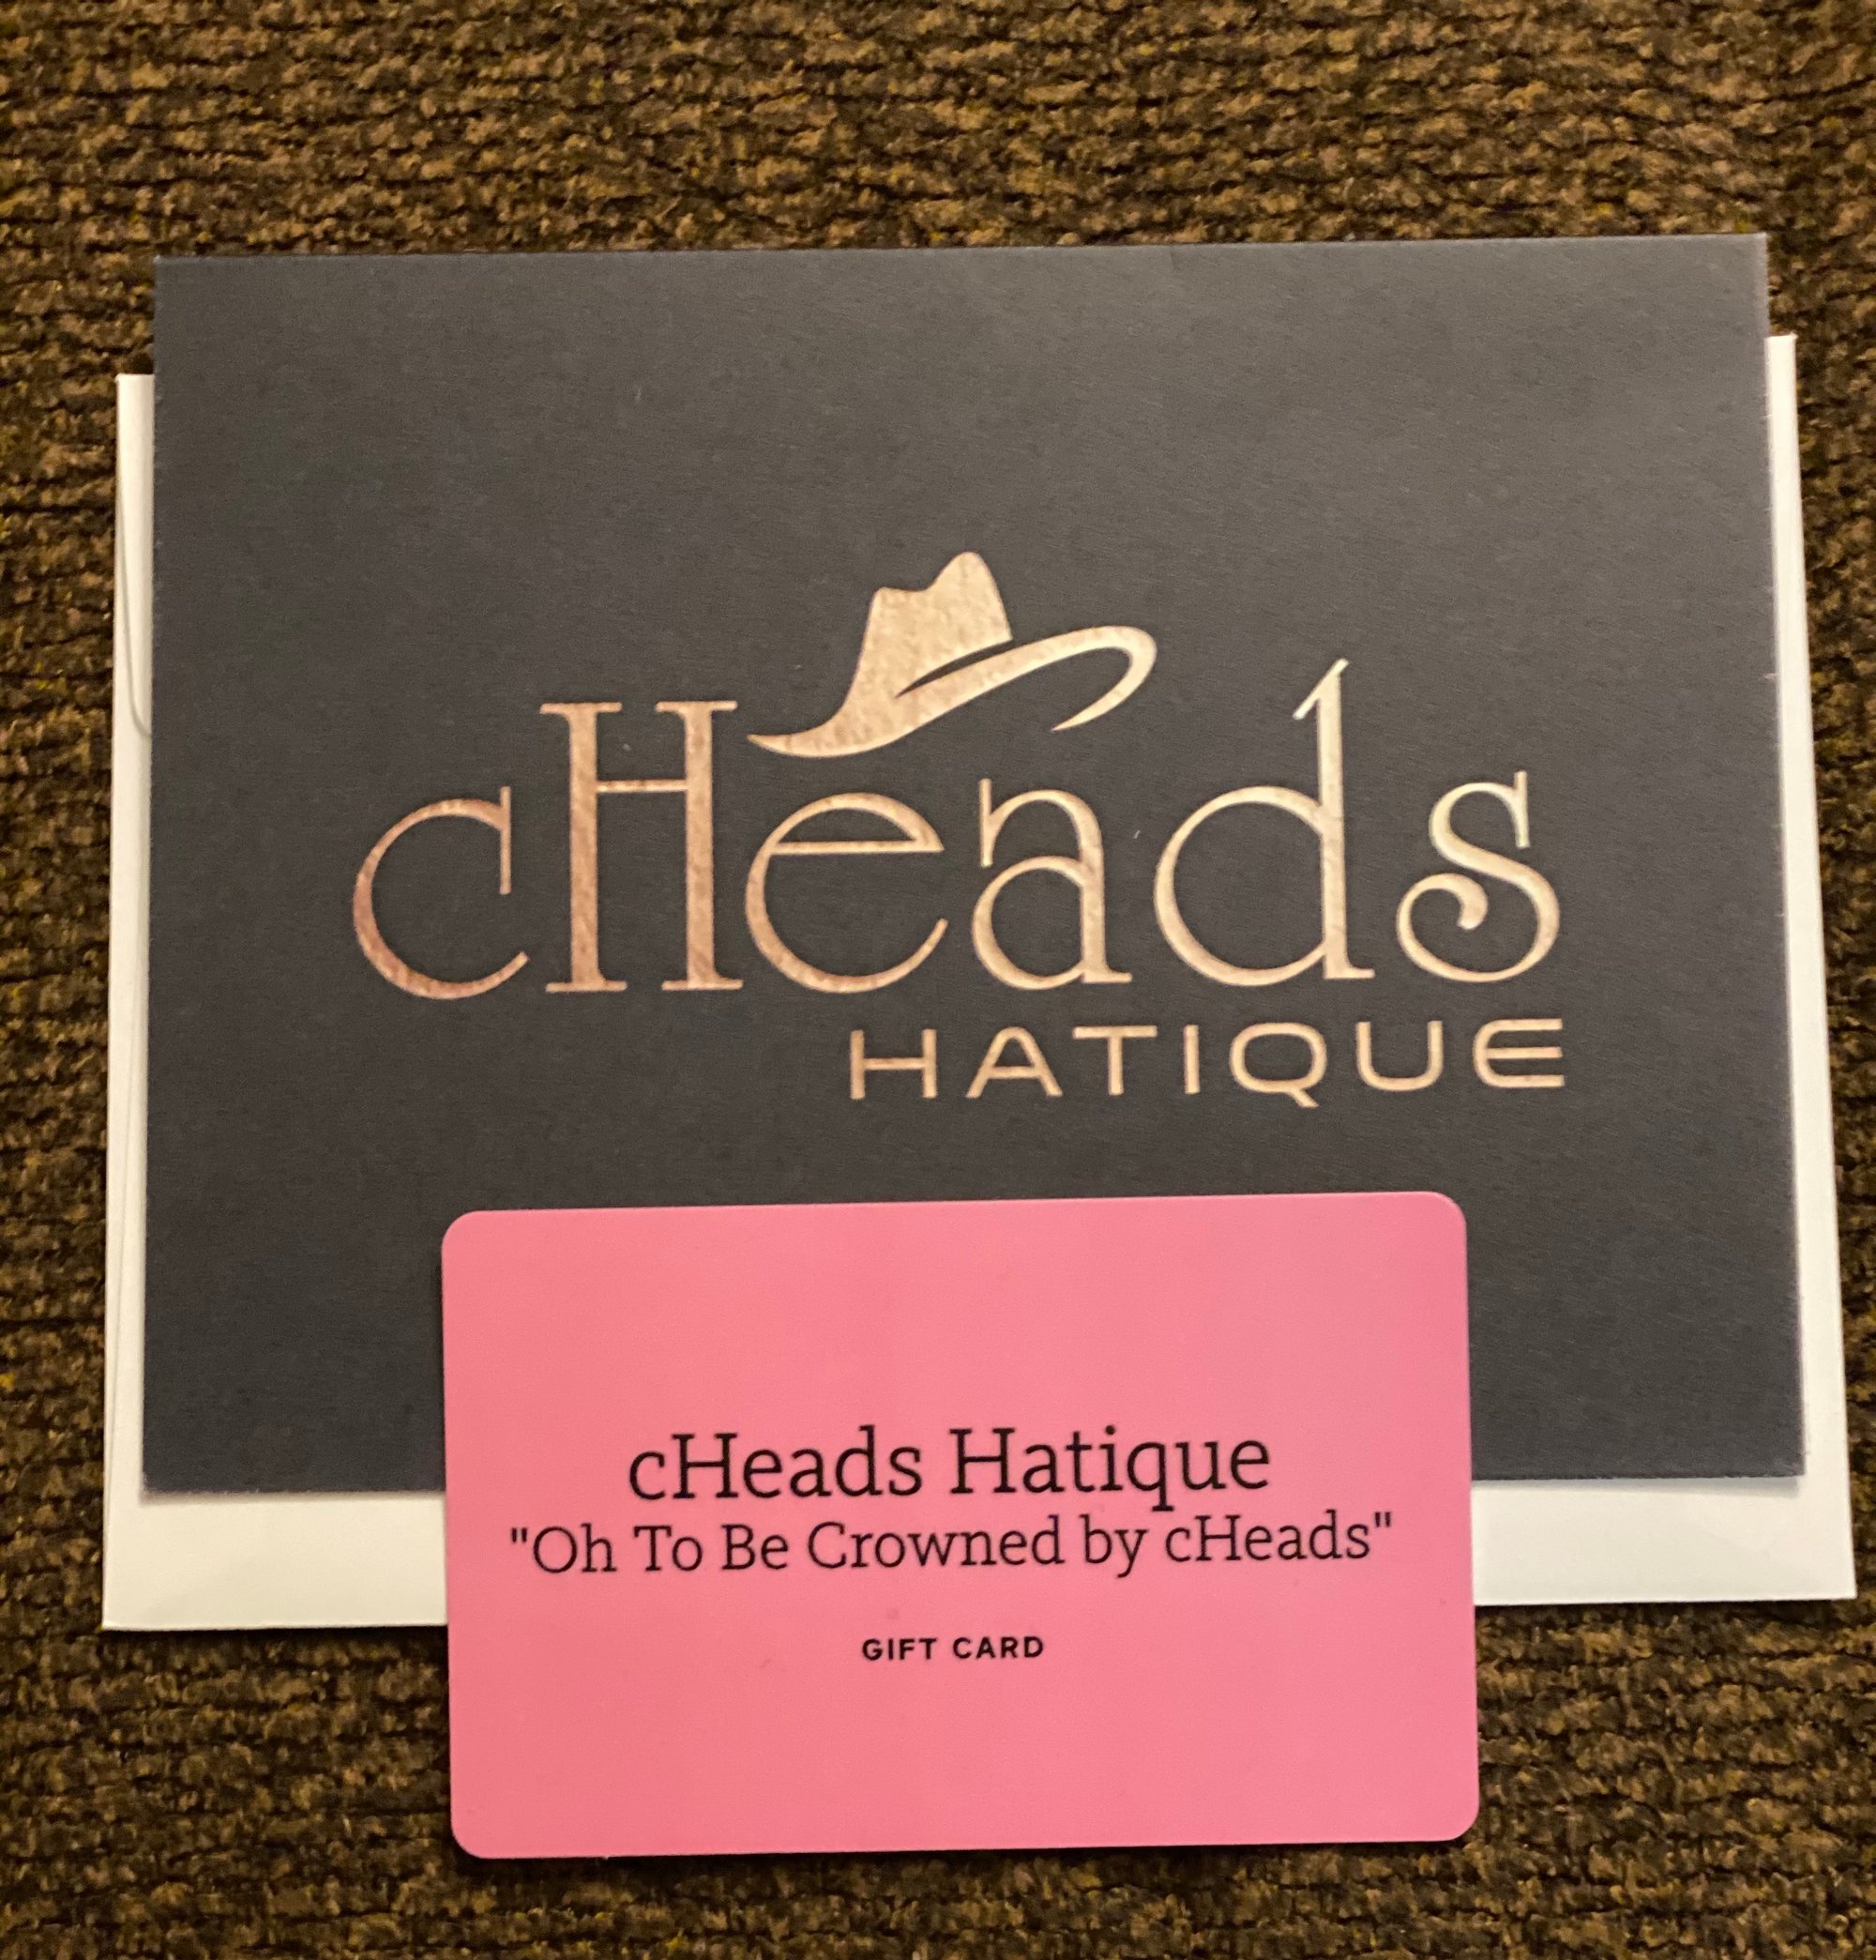 cHeads
HATIQUE
cHeads Hatique
"Oh To Be Crowned by cHeads"
GIFT CARD